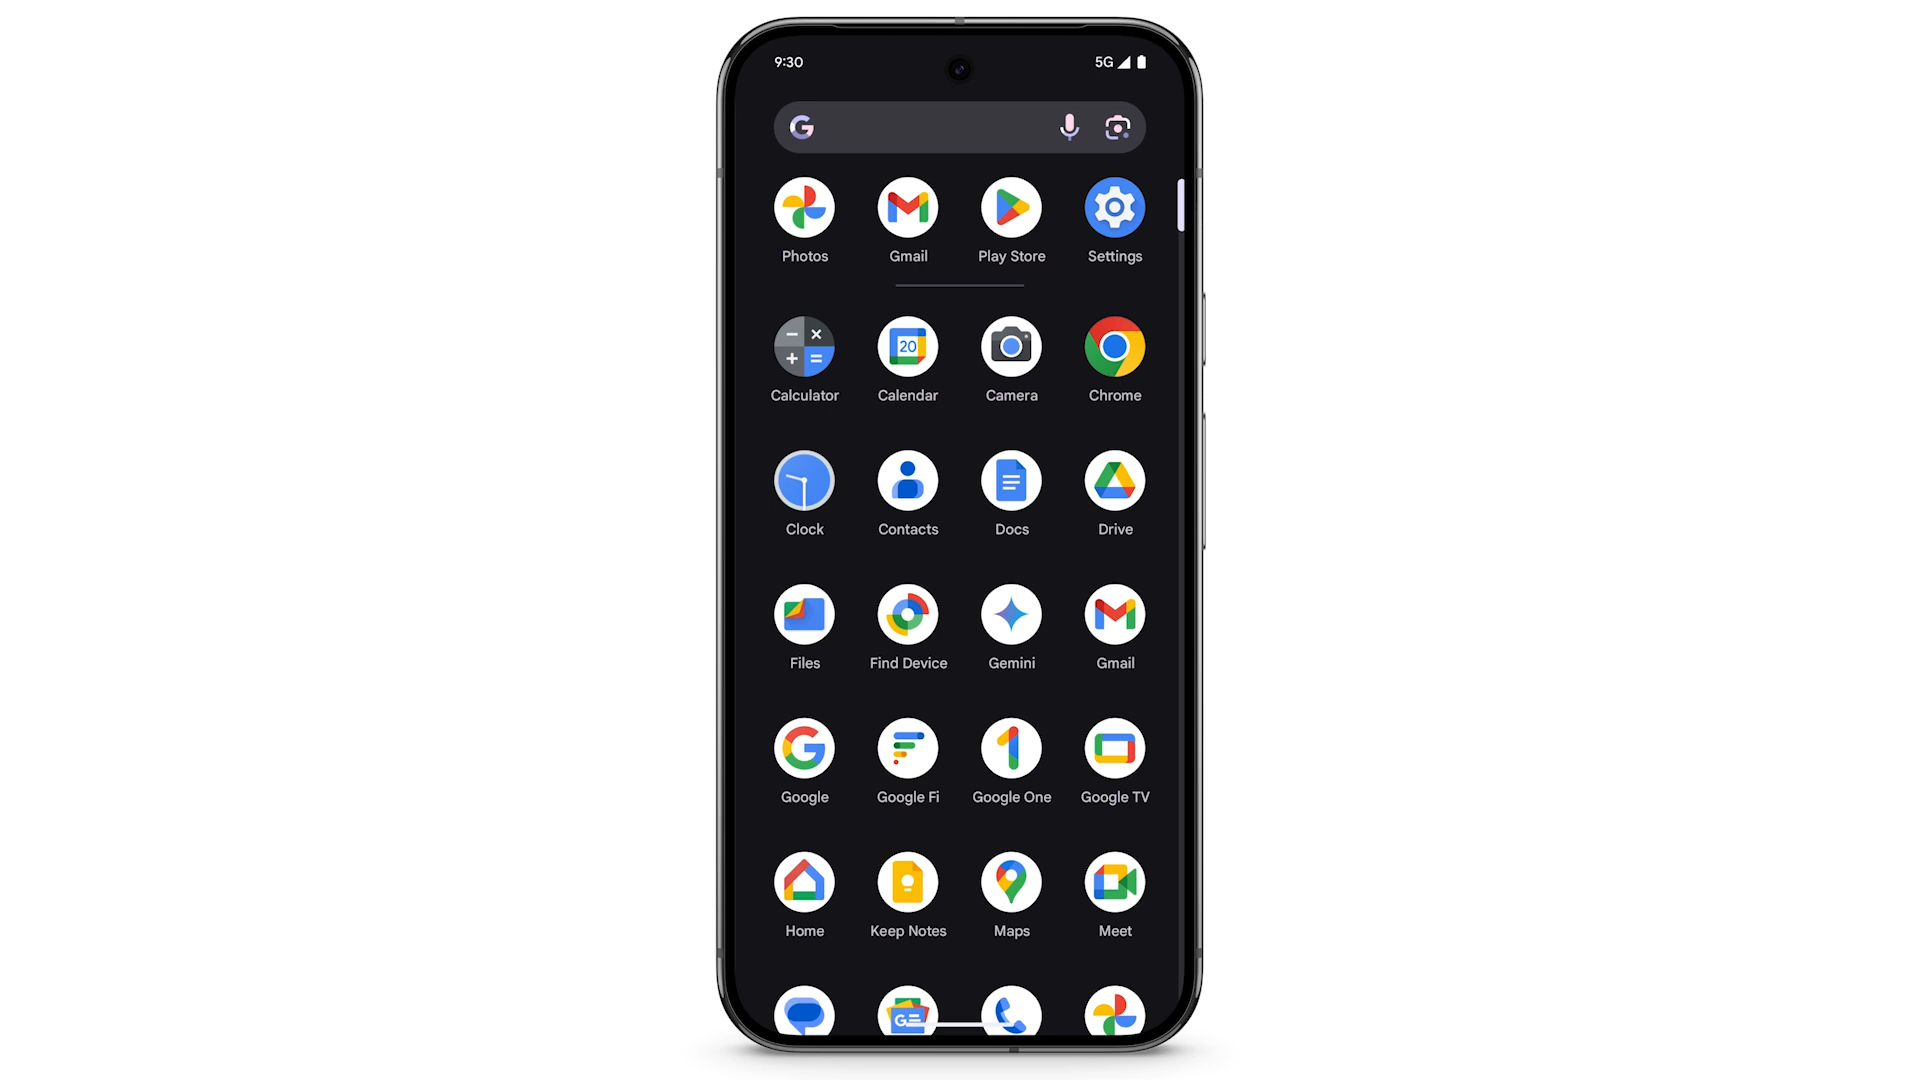 9:30 5G
Photos Gmail Play Store Settings
Calculator Calendar Camera Chrome
20
Clock Contacts Docs Drive
Files Find Device Gemini Gmail
Google Google Fi Google One Google TV
Home Keep Notes Maps Meet